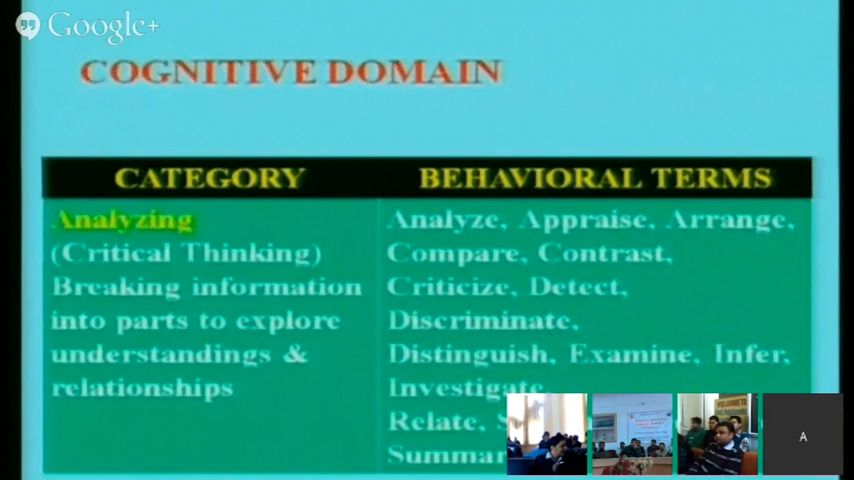 Google+
COGNITIVE DOMAIN
CATEGORY
BEHAVIORAL TERMS
Analyzing
(Critical Thinking)
Breaking information
into parts to explore
understandings &
relationships
Analyze, Appraise, Arrange,
Compare, Contrast,
Criticize, Detect,
Discriminate,
Distinguish, Examine, Infer,
Investigate,
Relate,
A